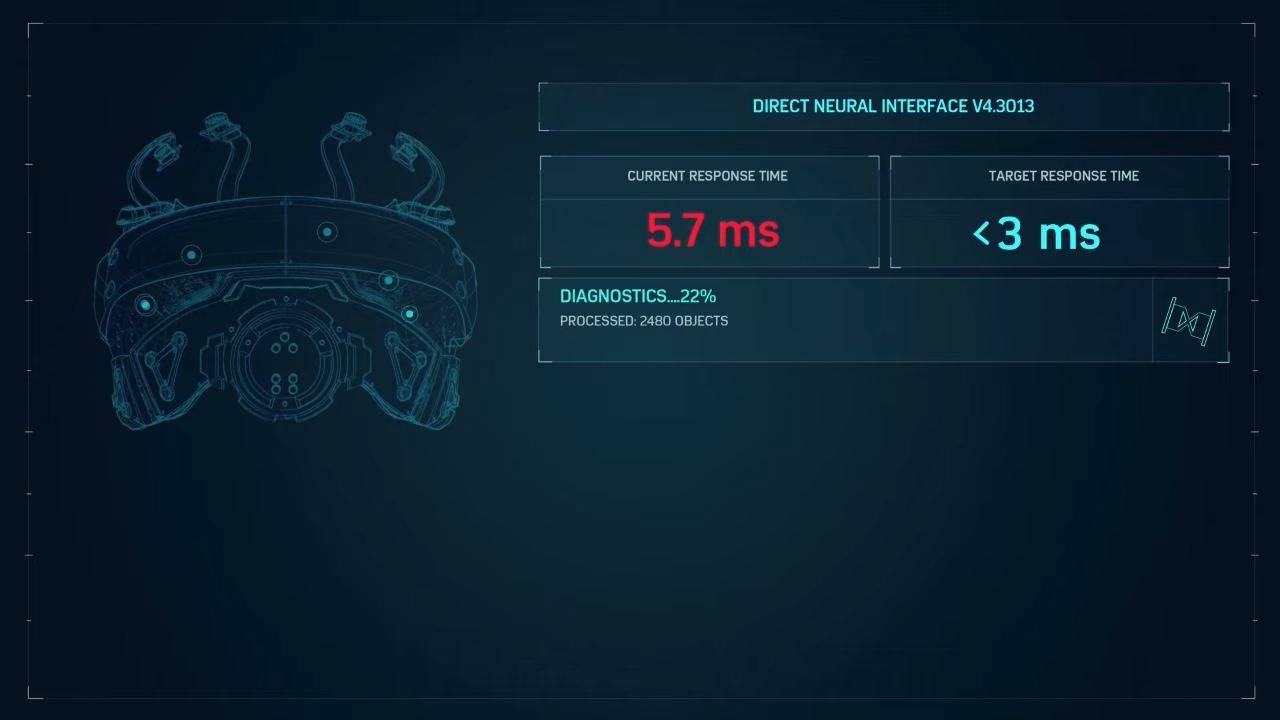 DIRECT NEURAL INTERFACE V4.3013
CURRENT RESPONSE TIME
TARGET RESPONSE TIME
5.7 ms
<3 ms
DIAGNOSTICS....22%
PROCESSED: 2480 OBJECTS